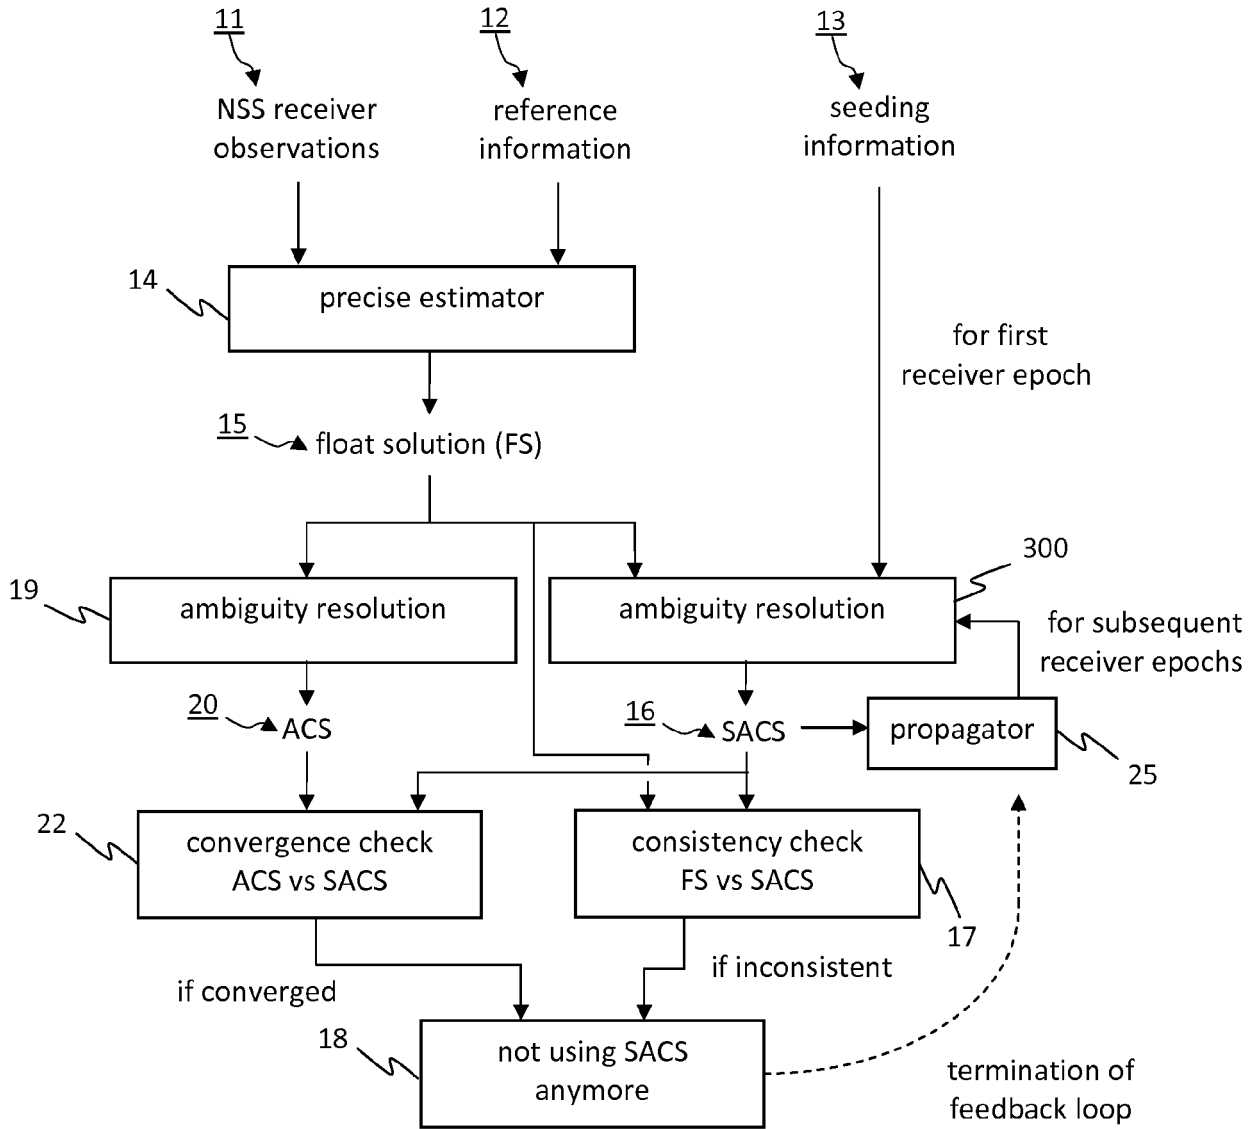 11
12
13
NSS receiver
observations
reference
information
seeding
information
14
precise estimator
for first
receiver epoch
15
float solution (FS)
300
19
ambiguity resolution
ambiguity resolution
for subsequent
receiver epochs
20
ACS
16
SACS
propagator
25
22
convergence check
ACS vs SACS
consistency check
FS vs SACS
17
if converged
if inconsistent
18
not using SACS
anymore
termination of
feedback loop